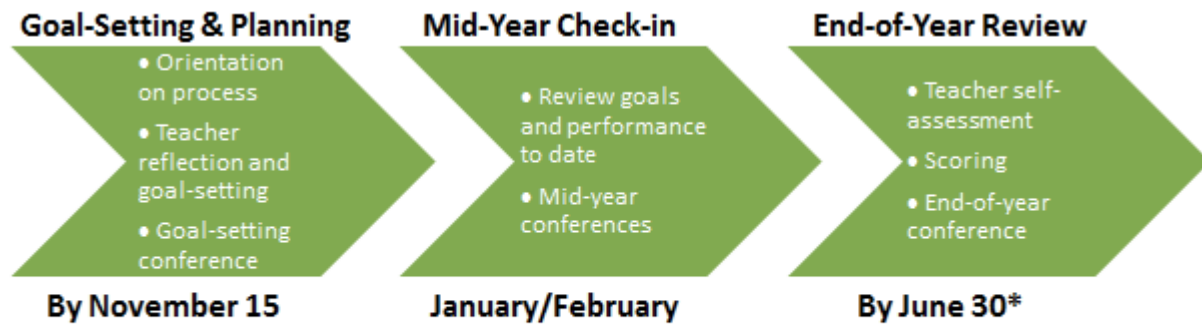 Goal-Setting & Planning
• Orientation
on process
• Teacher
reflection and
goal-setting
• Goal-setting
conference
By November 15
Mid-Year Check-in
• Review goals
and performance
to date
• Mid-year
conferences
January/February
End-of-Year Review
• Teacher self-
assessment
• Scoring
• End-of-year
conference
By June 30*